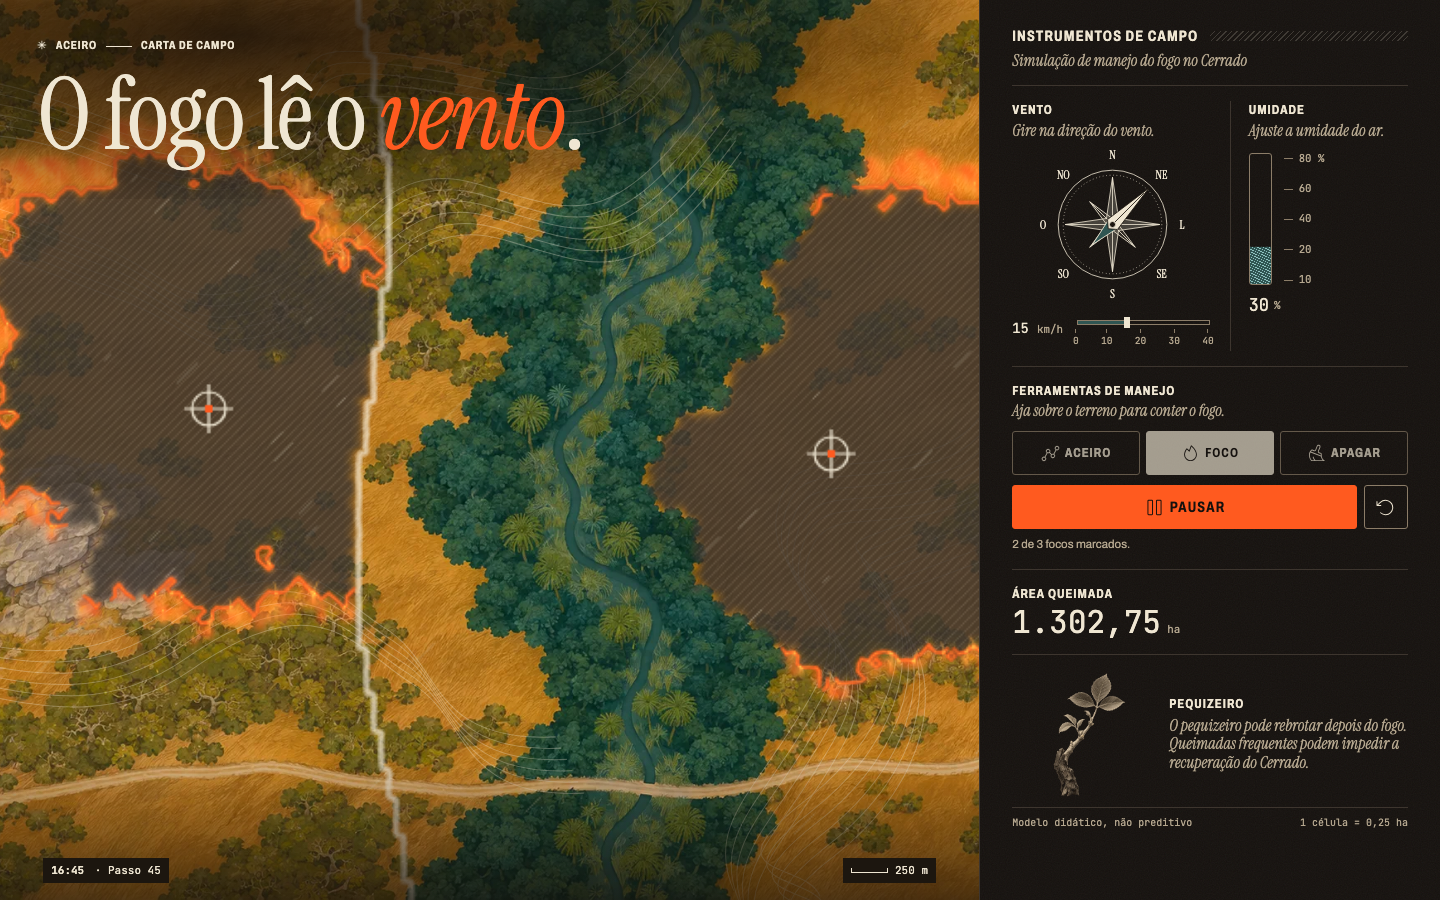 ACEIRO — CARTA DE CAMPO
O fogo lê o vento.
16:45 · Passo 45
250 m
INSTRUMENTOS DE CAMPO
Simulação de manejo do fogo no Cerrado
VENTO
Gire na direção do vento.
N
NO NE
O L
SO SE
S
15 km/h
0 10 20 30 40
UMIDADE
Ajuste a umidade do ar.
80 %
60
40
20
10
30 %
FERRAMENTAS DE MANEJO
Aja sobre o terreno para conter o fogo.
ACEIRO FOCO APAGAR
PAUSAR
2 de 3 focos marcados.
ÁREA QUEIMADA
1.302,75 ha
PEQUIZEIRO
O pequizeiro pode rebrotar depois do fogo.
Queimadas frequentes podem impedir a
recuperação do Cerrado.
Modelo didático, não preditivo
1 célula = 0,25 ha